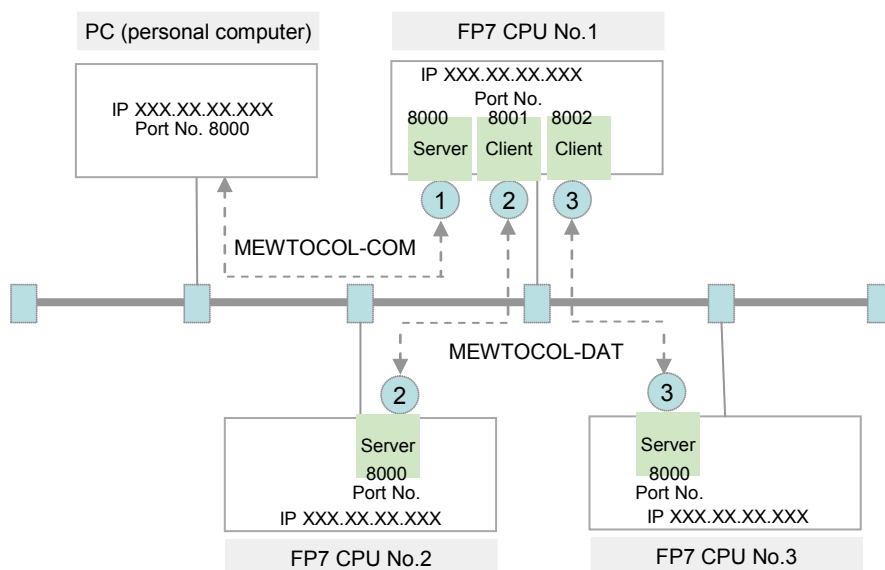 PC (personal computer)
FP7 CPU No.1
IP XXX.XX.XX.XXX
Port No. 8000
IP XXX.XX.XX.XXX
Port No.
8000
8001
8002
Server
Client
Client
1
2
3
MEWTOCOL-COM
MEWTOCOL-DAT
2
3
Server
8000
Port No.
IP XXX.XX.XX.XXX
Server
8000
Port No.
IP XXX.XX.XX.XXX
FP7 CPU No.2
FP7 CPU No.3